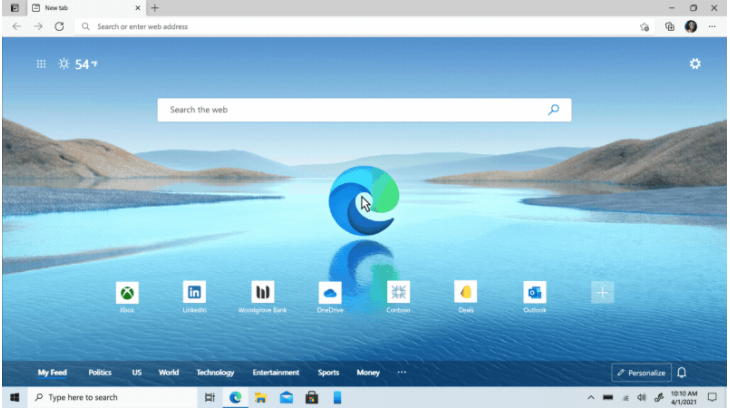 New tab
Search or enter web address
54 °F
Search the web
Xbox LinkedIn Woodgrove Bank OneDrive Contoso Deals Outlook
My Feed Politics US World Technology Entertainment Sports Money ... Personalize
Type here to search
10:10 AM
4/1/2021